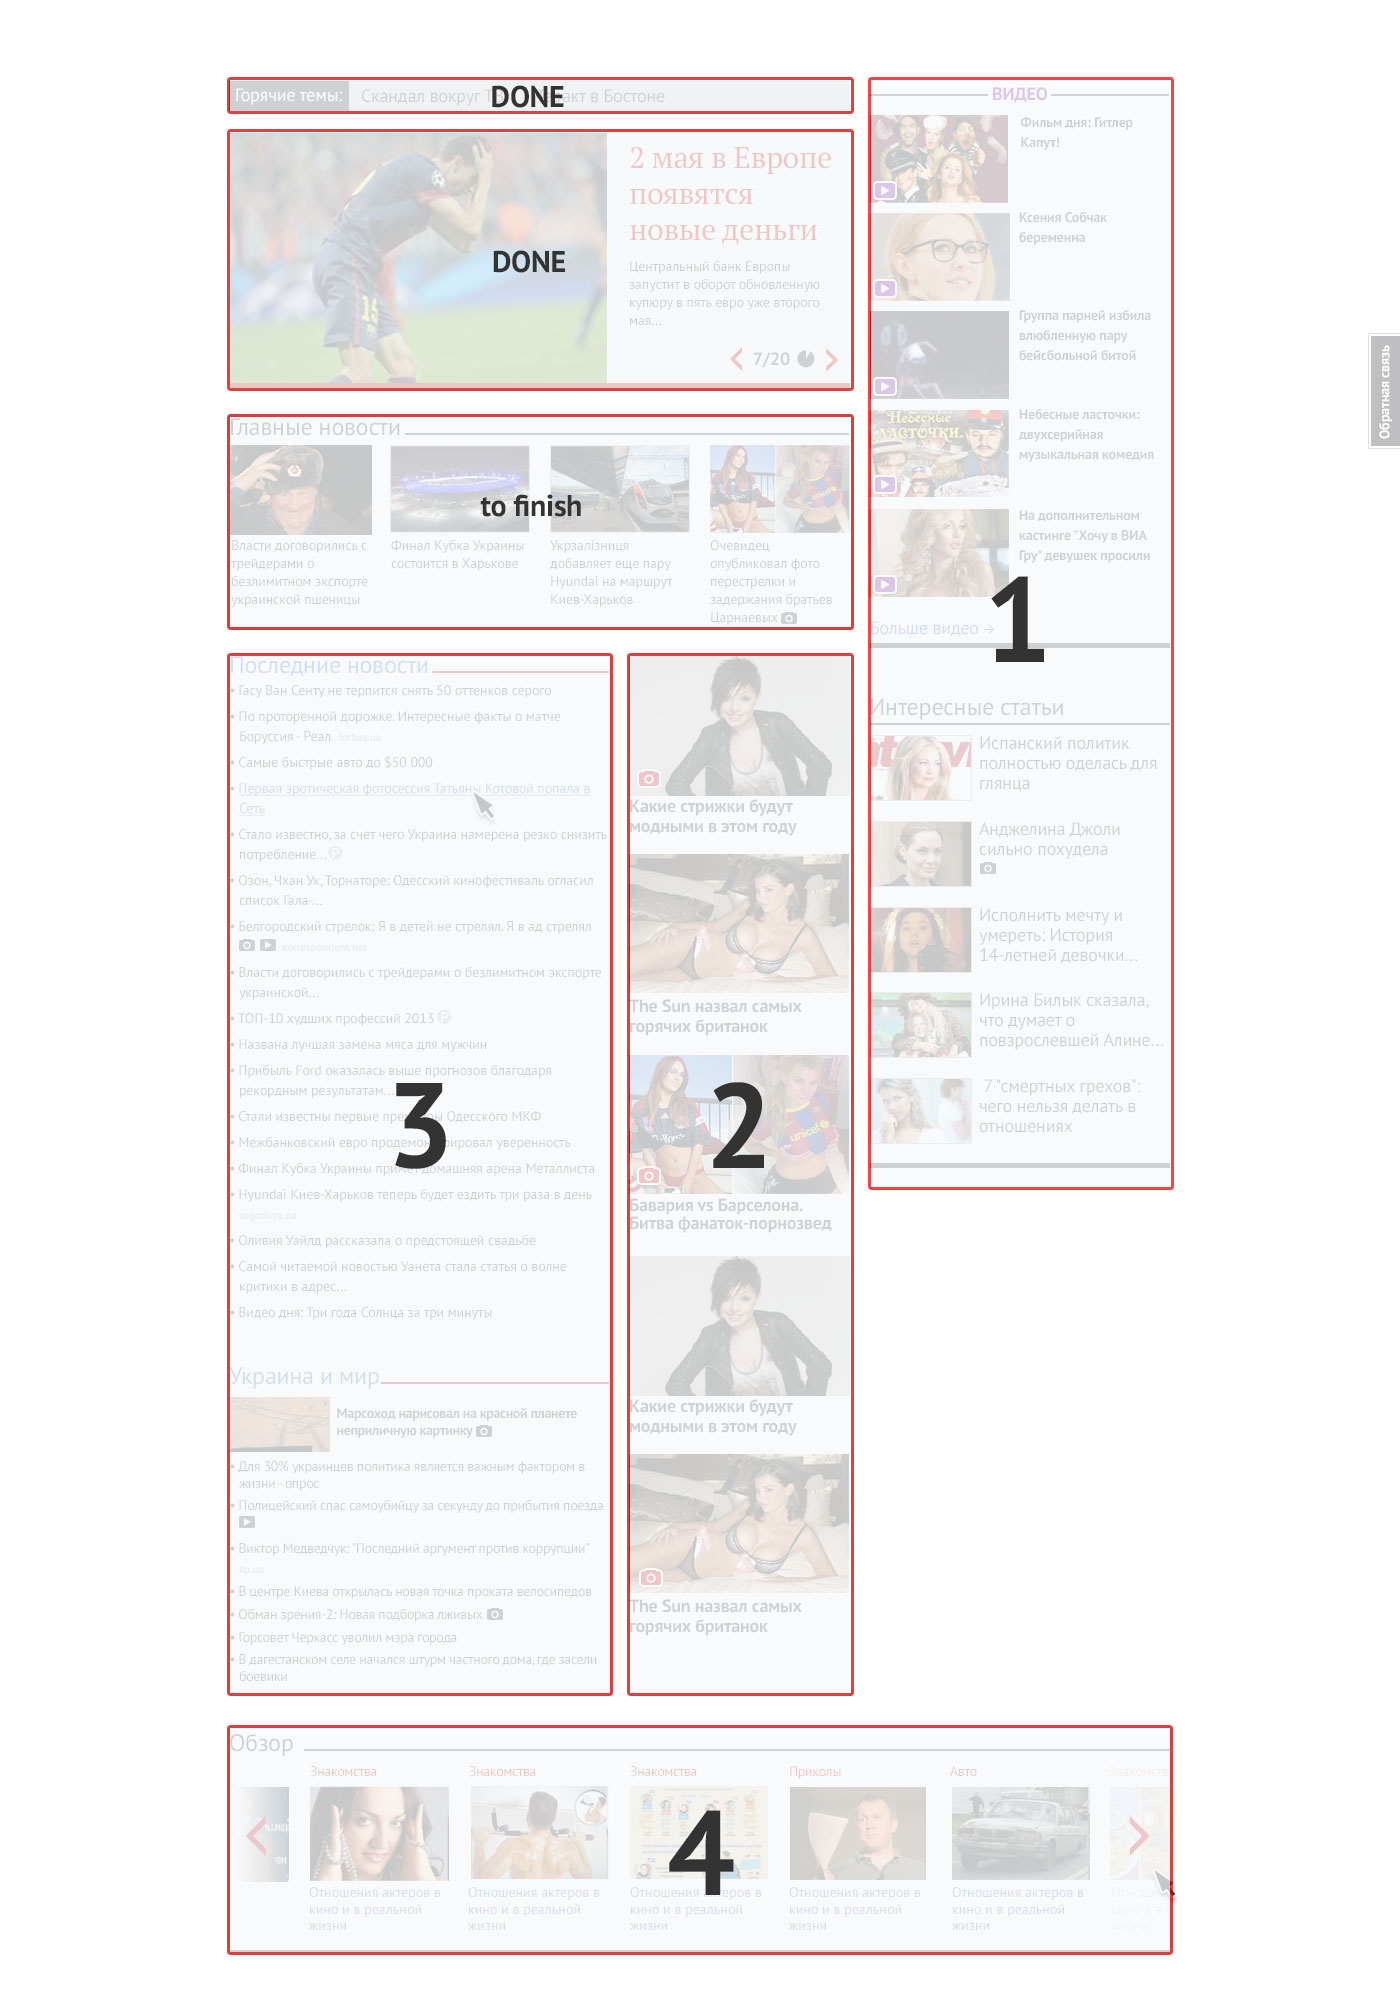 Горячие темы:
Скандал вокруг
акт в Бостоне
DONE
2 мая в Европе
появятся
новые деньги
Центральный банк Европы
запустит в оборот обновленную
купюру в пять евро уже второго
мая...
7/20
DONE
Главные новости
Власти договорились с
трейдерами о
безлимитном экспорте
украинской пшеницы
Финал Кубка Украины
состоится в Харькове
Укрзалізниця
добавляет еще пару
Hyundai на маршрут
Киев-Харьков
Очевидец
опубликовал фото
перестрелки и
задержания братьев
Царнаевых
to finish
ВИДЕО
Фильм дня: Гитлер
Капут!
Ксения Собчак
беременна
Группа парней избила
влюбленную пару
бейсбольной битой
Небесные
ЛАСТОЧКИ.
Небесные ласточки:
двухсерийная
музыкальная комедия
На дополнительном
кастинге "Хочу в ВИА
Гру" девушек просили
Больше видео →
1
Интересные статьи
Испанский политик
полностью оделась для
глянца
Анджелина Джоли
сильно похудела
Исполнить мечту и
умереть: История
14-летней девочки...
Ирина Билык сказала,
что думает о
повзрослевшей Алине...
7 "смертных грехов":
чего нельзя делать в
отношениях
Обратная связь
Последние новости
• Гасу Ван Сенту не терпится снять 50 оттенков серого
• По проторенной дорожке. Интересные факты о матче
Боруссия - Реал forbes.ua
• Самые быстрые авто до $50 000
• Первая эротическая фотосессия Татьяны Котовой попала в
Сеть
• Стало известно, за счет чего Украина намерена резко снизить
потребление...
• Озон, Чхан Ук, Торнаторе: Одесский кинофестиваль огласил
список Гала-...
• Белгородский стрелок: Я в детей не стрелял. Я в ад стрелял
korrespondent.net
• Власти договорились с трейдерами о безлимитном экспорте
украинской...
• ТОП-10 худших профессий 2013
• Названа лучшая замена мяса для мужчин
• Прибыль Ford оказалась выше прогнозов благодаря
рекордным результатам...
• Стали известны первые Одесского МКФ
• Межбанковский евро продемонстрировал уверенность
• Финал Кубка Украины примет домашняя арена Металлиста
• Hyundai Киев-Харьков теперь будет ездить три раза в день
segodnya.ua
• Оливия Уайлд рассказала о предстоящей свадьбе
• Самой читаемой новостью Уанета стала статья о волне
критики в адрес...
• Видео дня: Три года Солнца за три минуты
3
Украина и мир
Марсоход нарисовал на красной планете
неприличную картинку
• Для 30% украинцев политика является важным фактором в
жизни - опрос
• Полицейский спас самоубийцу за секунду до прибытия поезда
• Виктор Медведчук: "Последний аргумент против коррупции"
kp.ua
• В центре Киева открылась новая точка проката велосипедов
• Обман зрения-2: Новая подборка лживых
• Горсовет Черкасс уволил мэра города
• В дагестанском селе начался штурм частного дома, где засели
боевики
Какие стрижки будут
модными в этом году
The Sun назвал самых
горячих британок
unicef
Бавария vs Барселона.
Битва фанаток-порнозвед
2
Какие стрижки будут
модными в этом году
The Sun назвал самых
горячих британок
Обзор
Знакомства
Знакомства
Знакомства
Приколы
Авто
Отношения актеров в
кино и в реальной
жизни
Отношения актеров в
кино и в реальной
жизни
Отношения актеров в
кино и в реальной
жизни
Отношения актеров в
кино и в реальной
жизни
Отношения актеров в
кино и в реальной
жизни
4